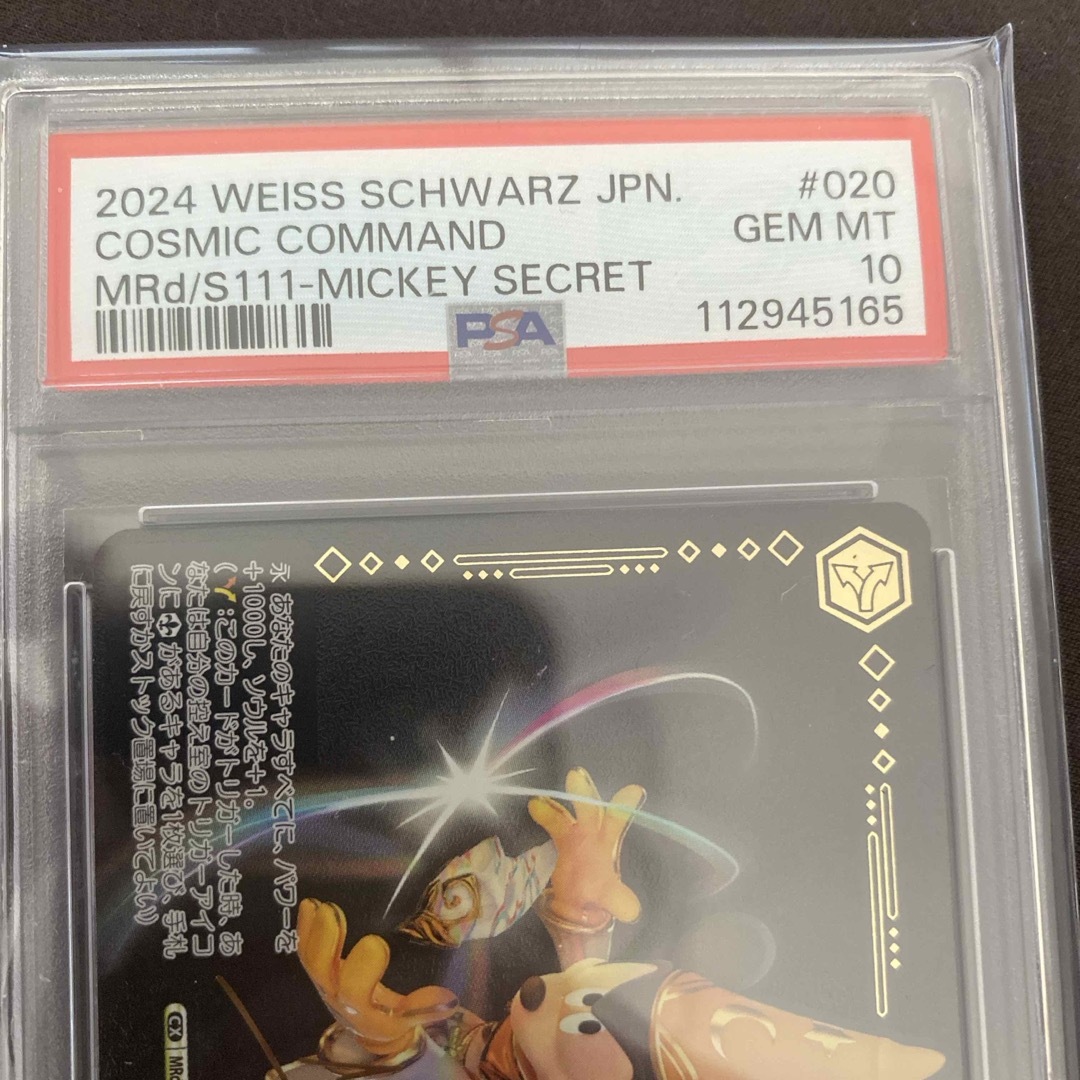 2024 WEISS SCHWARZ JPN. #020
COSMIC COMMAND GEM MT
MRd/S111-MICKEY SECRET 10
112945165
PSA
永 あなたのキャラすべてに、パワーを
+1000し、ソウルを+1。
(:このカードがトリガーした時、あ
なたは自分の控え室のトリガーアイコ
ンに があるキャラを1枚選び、手札
に戻すかストック置場に置いてよい)
CX